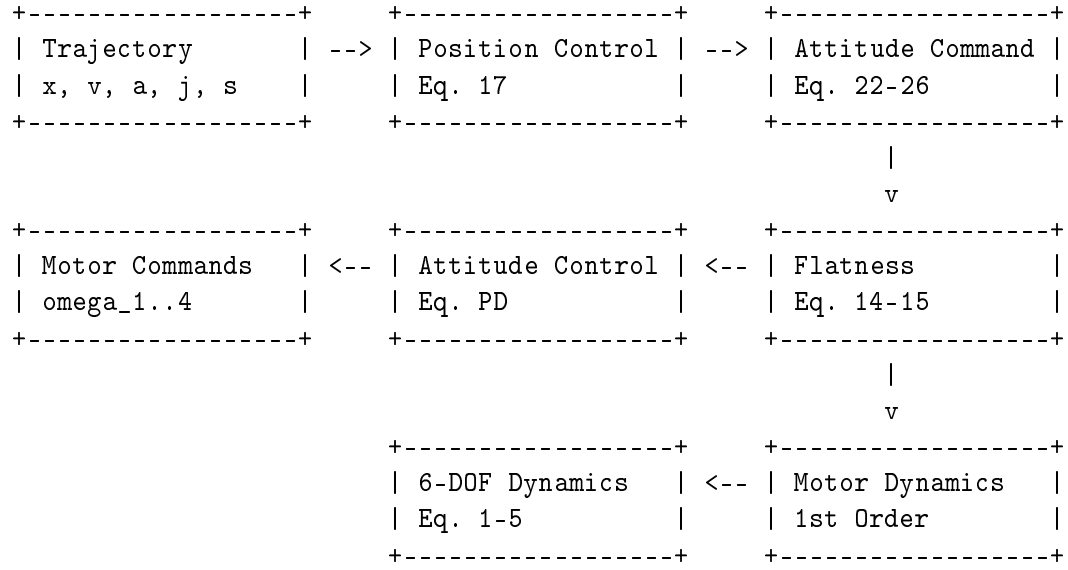 +------------------+     +------------------+     +------------------+
| Trajectory       | --> | Position Control | --> | Attitude Command |
| x, v, a, j, s    |     | Eq. 17           |     | Eq. 22-26        |
+------------------+     +------------------+     +------------------+
                                                          |
                                                          v
+------------------+     +------------------+     +------------------+
| Motor Commands   | <-- | Attitude Control | <-- | Flatness         |
| omega_1..4       |     | Eq. PD           |     | Eq. 14-15        |
+------------------+     +------------------+     +------------------+
                                                          |
                                                          v
                         +------------------+     +------------------+
                         | 6-DOF Dynamics   | <-- | Motor Dynamics   |
                         | Eq. 1-5          |     | 1st Order        |
                         +------------------+     +------------------+